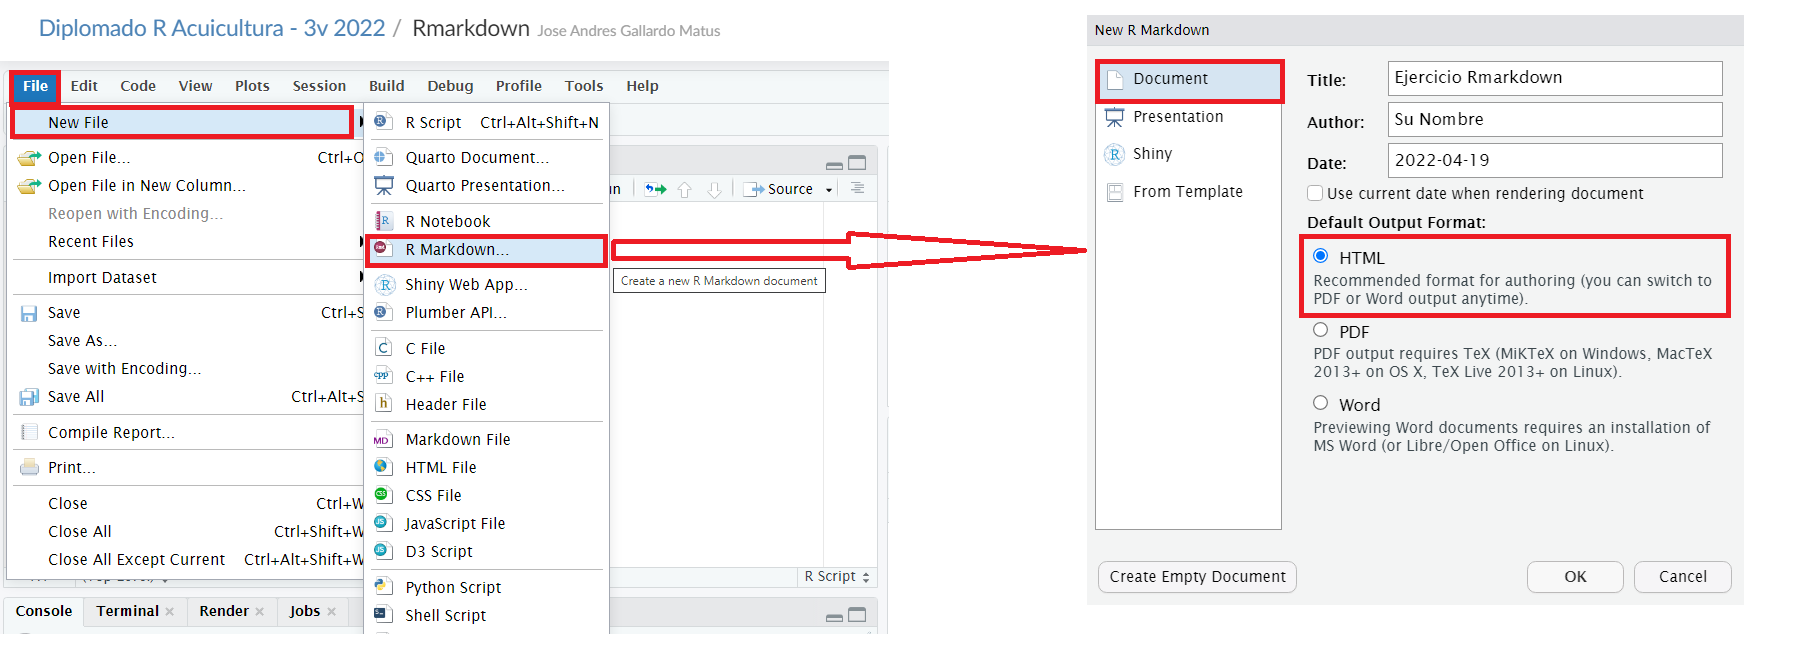 Diplomado R Acuicultura - 3v 2022 / Rmarkdown Jose Andres Gallardo Matus
File Edit Code View Plots Session Build Debug Profile Tools Help
New File
Open File... Ctrl+O
Open File in New Column...
Reopen with Encoding...
Recent Files
Import Dataset
Save Ctrl+S
Save As...
Save with Encoding...
Save All Ctrl+Alt+S
Compile Report...
Print...
Close Ctrl+W
Close All Ctrl+Shift+W
Close All Except Current Ctrl+Alt+Shift+W
R Script Ctrl+Alt+Shift+N
Quarto Document...
Quarto Presentation...
R Notebook
R Markdown...
Shiny Web App...
Plumber API...
C File
C++ File
Header File
Markdown File
HTML File
CSS File
JavaScript File
D3 Script
Python Script
Shell Script
Source
Create a new R Markdown document
R Script
Console Terminal Render Jobs
New R Markdown
Document
Presentation
Shiny
From Template
Title: Ejercicio Rmarkdown
Author: Su Nombre
Date: 2022-04-19
Use current date when rendering document
Default Output Format:
HTML
Recommended format for authoring (you can switch to
PDF or Word output anytime).
PDF
PDF output requires TeX (MiKTeX on Windows, MacTeX
2013+ on OS X, TeX Live 2013+ on Linux).
Word
Previewing Word documents requires an installation of
MS Word (or Libre/Open Office on Linux).
Create Empty Document OK Cancel